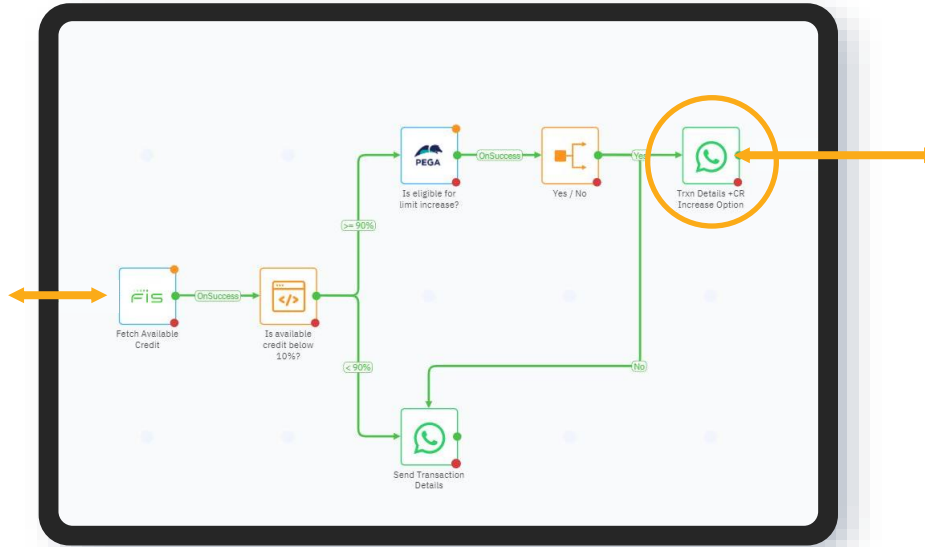 PEGA
OnSuccess
Yes
Is eligible for
limit increase?
Yes / No
Trxn Details +CR
Increase Option
>= 90%
FIS
OnSuccess
</>
Fetch Available
Credit
Is available
credit below
10%?
< 90%
No
Send Transaction
Details